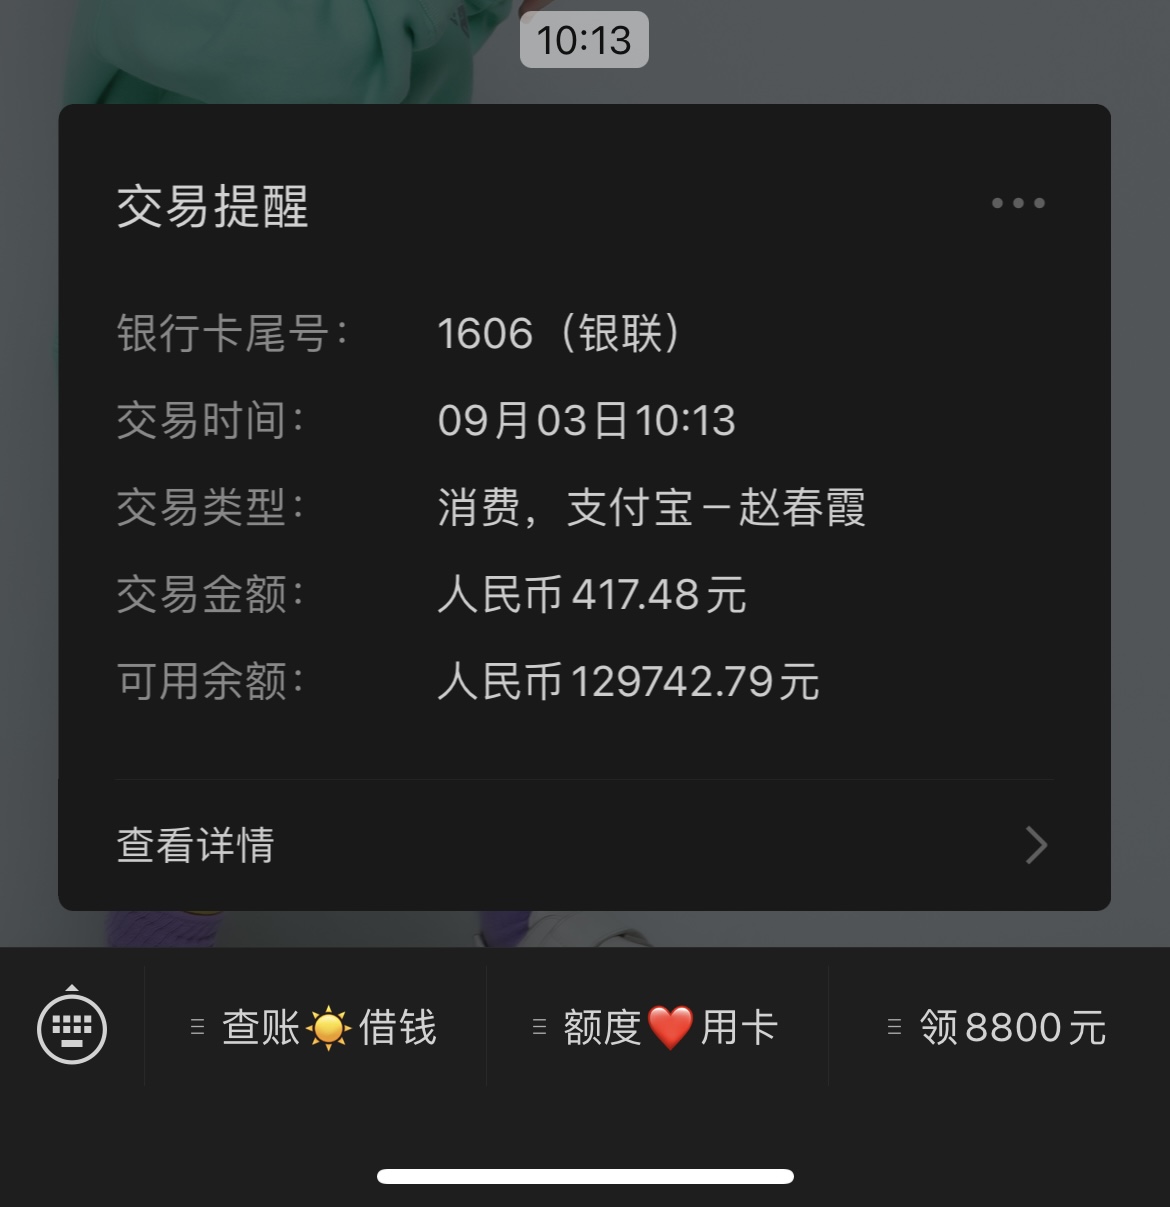 10:13
交易提醒
银行卡尾号： 1606（银联）
交易时间： 09月03日10:13
交易类型： 消费，支付宝－赵春霞
交易金额： 人民币417.48元
可用余额： 人民币129742.79元
查看详情
查账☀️借钱 额度❤️用卡 领8800元